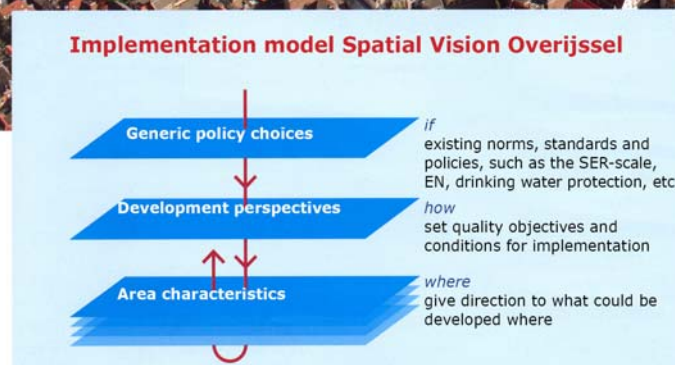 Implementation model Spatial Vision Overijssel
Generic policy choices
if
existing norms, standards and
policies, such as the SER-scale,
EN, drinking water protection, etc
Development perspectives
how
set quality objectives and
conditions for implementation
Area characteristics
where
give direction to what could be
developed where